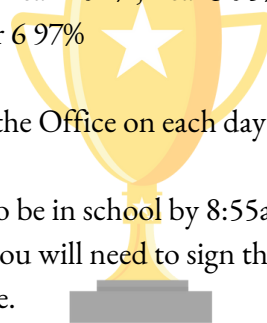 r 6 97%
the Office on each day
o be in school by 8:55a
ou will need to sign th
e.